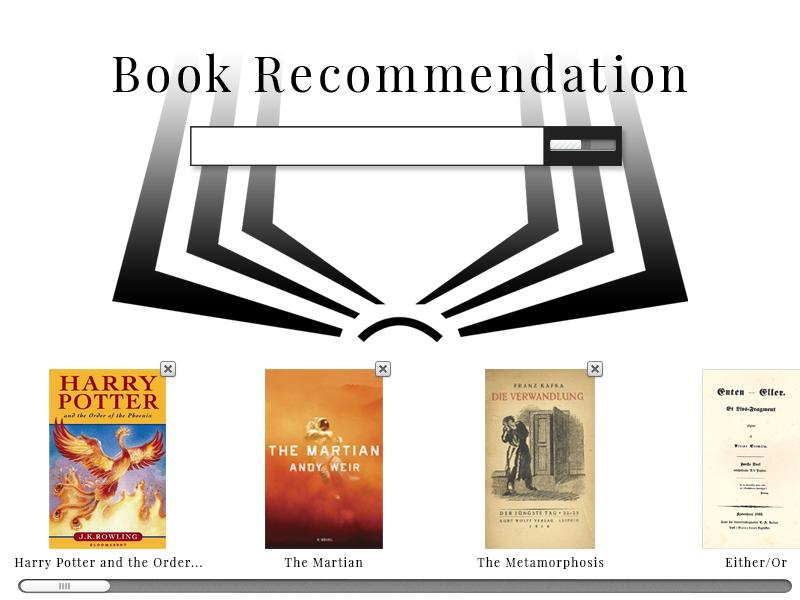 Book Recommendation
HARRY
POTTER
and the Order of the Phoenix
J.K.ROWLING
BLOOMSBURY
THE MARTIAN
ANDY WEIR
A NOVEL
FRANZ KAFKA
DIE VERWANDLUNG
DER JÜNGSTE TAG * 22/23
KURT WOLFF VERLAG · LEIPZIG
1916
Enten – Eller.
Et Livs-Fragment
udgivet
af
Victor Eremita.
Kjøbenhavn 1843.
Harry Potter and the Order...
The Martian
The Metamorphosis
Either/Or